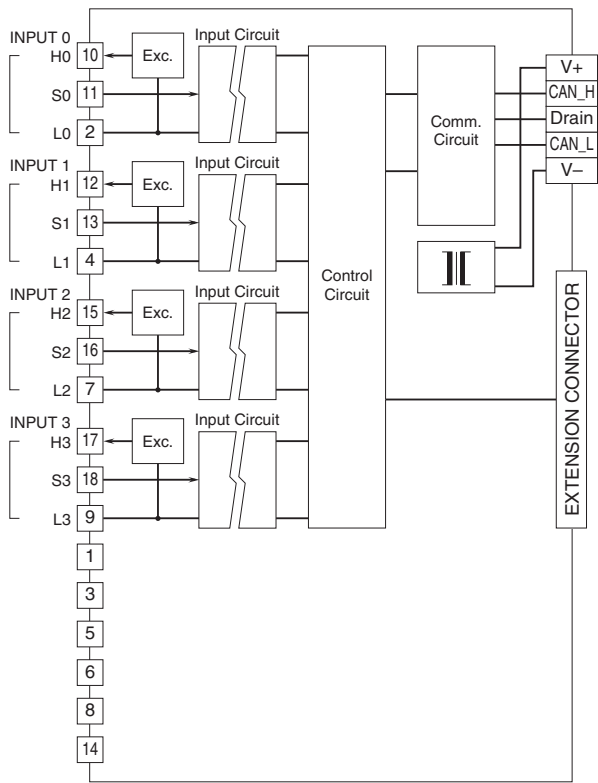 INPUT 0
H0 10 Exc.
Input Circuit
S0 11
L0 2
INPUT 1
H1 12 Exc.
Input Circuit
S1 13
L1 4
INPUT 2
H2 15 Exc.
Input Circuit
S2 16
L2 7
INPUT 3
H3 17 Exc.
Input Circuit
S3 18
L3 9
1
3
5
6
8
14
Control
Circuit
Comm.
Circuit
V+
CAN_H
Drain
CAN_L
V–
EXTENSION CONNECTOR